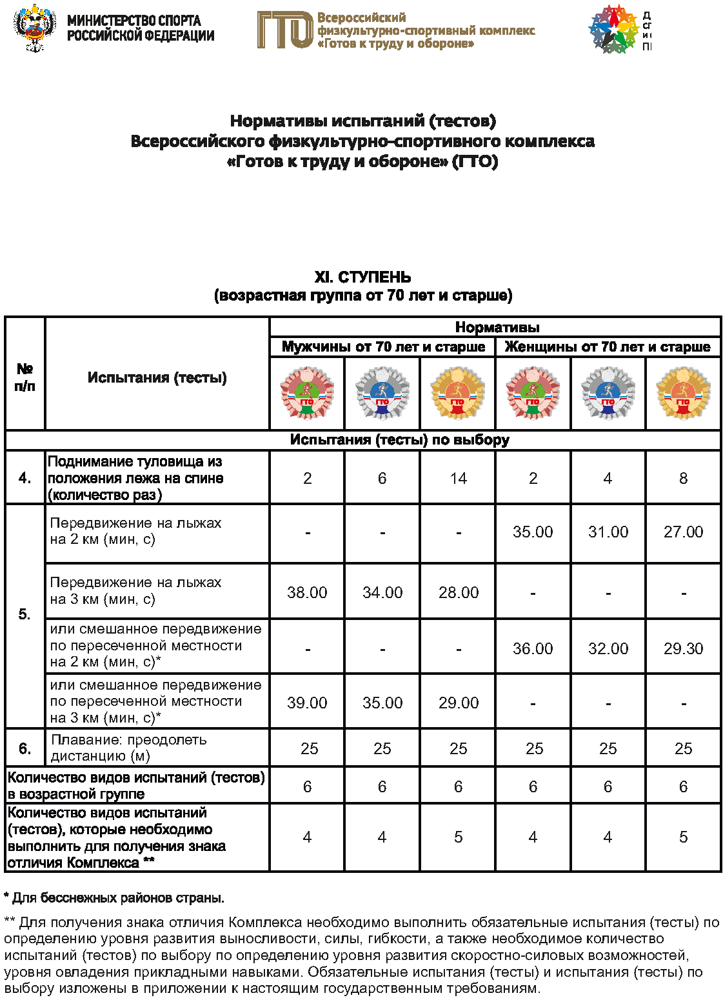 МИНИСТЕРСТВО СПОРТА
РОССИЙСКОЙ ФЕДЕРАЦИИ
ГТО
Всероссийский
физкультурно-спортивный комплекс
«Готов к труду и обороне»
Нормативы испытаний (тестов)
Всероссийского физкультурно-спортивного комплекса
«Готов к труду и обороне» (ГТО)
XI. СТУПЕНЬ
(возрастная группа от 70 лет и старше)
№ п/п
Испытания (тесты)
Нормативы
Мужчины от 70 лет и старше Женщины от 70 лет и старше
ГТО ГТО ГТО ГТО ГТО ГТО
Испытания (тесты) по выбору
4. Поднимание туловища из
положения лежа на спине
(количество раз)
2 6 14 2 4 8
5.
Передвижение на лыжах
на 2 км (мин, с)
- - - 35.00 31.00 27.00
Передвижение на лыжах
на 3 км (мин, с)
38.00 34.00 28.00 - - -
или смешанное передвижение
по пересеченной местности
на 2 км (мин, с)*
- - - 36.00 32.00 29.30
или смешанное передвижение
по пересеченной местности
на 3 км (мин, с)*
39.00 35.00 29.00 - - -
6. Плавание: преодолеть
дистанцию (м)
25 25 25 25 25 25
Количество видов испытаний (тестов)
в возрастной группе
6 6 6 6 6 6
Количество видов испытаний
(тестов), которые необходимо
выполнить для получения знака
отличия Комплекса **
4 4 5 4 4 5
* Для бесснежных районов страны.
** Для получения знака отличия Комплекса необходимо выполнить обязательные испытания (тесты) по
определению уровня развития выносливости, силы, гибкости, а также необходимое количество
испытаний (тестов) по выбору по определению уровня развития скоростно-силовых возможностей,
уровня овладения прикладными навыками. Обязательные испытания (тесты) и испытания (тесты) по
выбору изложены в приложении к настоящим государственным требованиям.